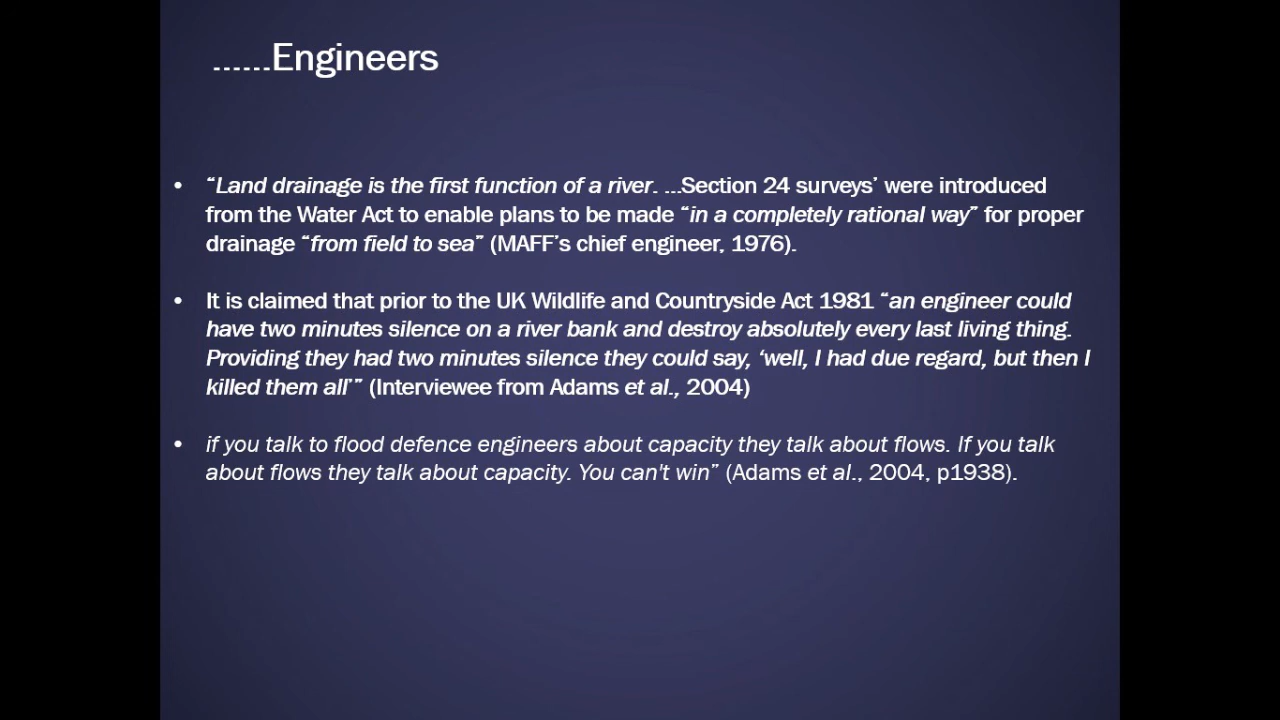 ......Engineers
• “Land drainage is the first function of a river. ...Section 24 surveys’ were introduced
from the Water Act to enable plans to be made “in a completely rational way” for proper
drainage “from field to sea” (MAFF’s chief engineer, 1976).
• It is claimed that prior to the UK Wildlife and Countryside Act 1981 “an engineer could
have two minutes silence on a river bank and destroy absolutely every last living thing.
Providing they had two minutes silence they could say, ‘well, I had due regard, but then I
killed them all’” (Interviewee from Adams et al., 2004)
• if you talk to flood defence engineers about capacity they talk about flows. If you talk
about flows they talk about capacity. You can't win” (Adams et al., 2004, p1938).